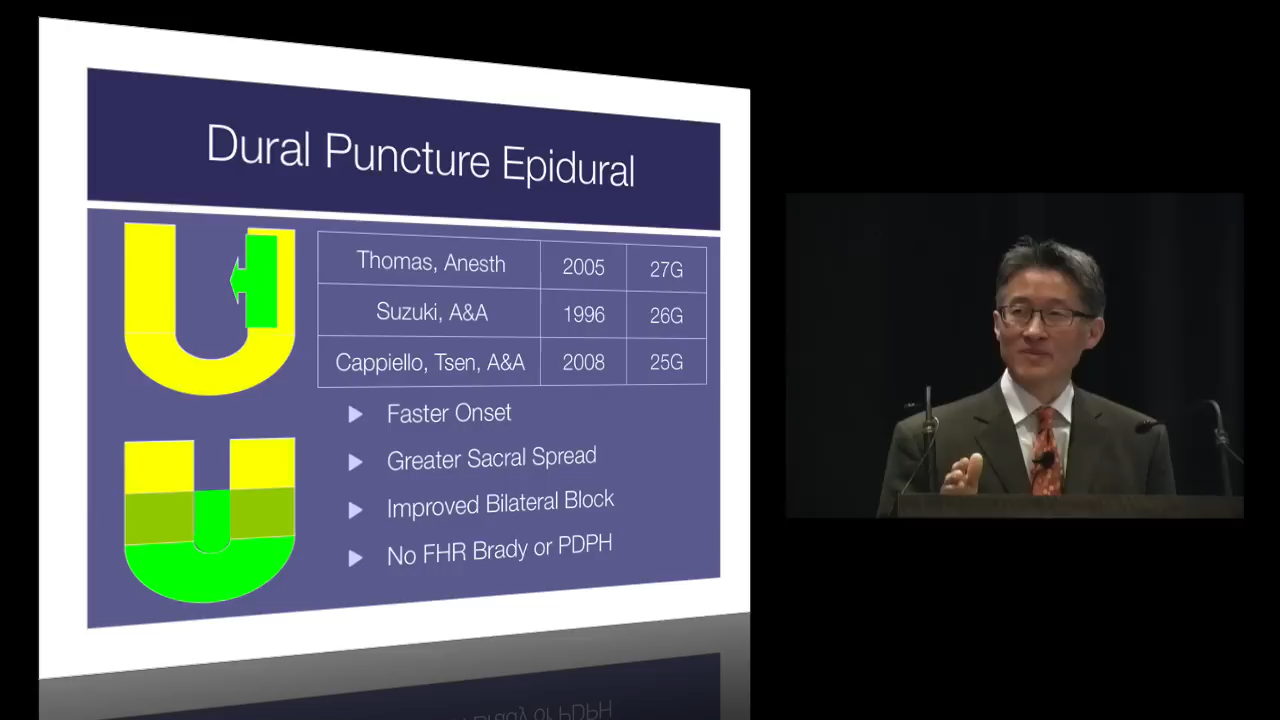 Dural Puncture Epidural
Thomas, Anesth 2005 27G
Suzuki, A&A 1996 26G
Cappiello, Tsen, A&A 2008 25G
Faster Onset
Greater Sacral Spread
Improved Bilateral Block
No FHR Brady or PDPH